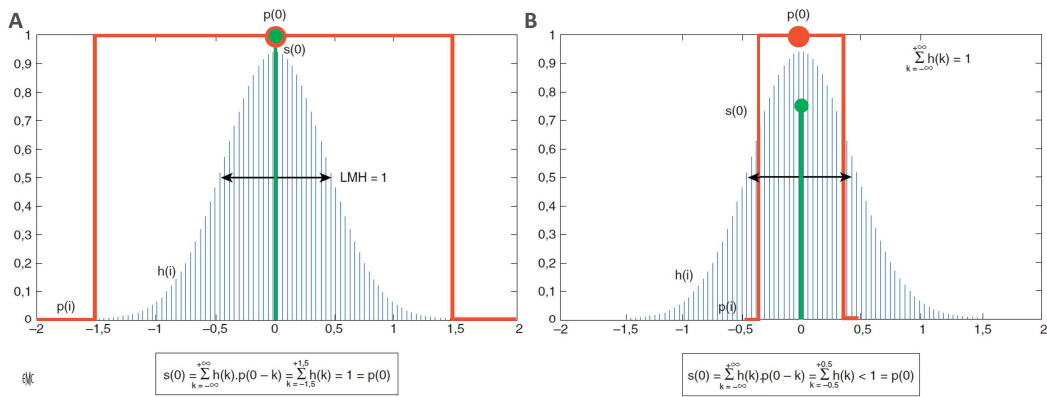 A
p(0)
1
0,9
0,8
0,7
0,6
0,5
0,4
0,3
0,2
0,1
0
s(0)
LMH = 1
h(i)
p(i)
−2 −1,5 −1 −0,5 0 0,5 1 1,5 2
s(0) = +∞ Σ k = −∞ h(k).p(0 − k) = +1,5 Σ k = −1,5 h(k) = 1 = p(0)
B
p(0)
1
0,9
0,8
0,7
0,6
0,5
0,4
0,3
0,2
0,1
0
+∞ Σ k = −∞ h(k) = 1
s(0)
h(i)
p(i)
−2 −1,5 −1 −0,5 0 0,5 1 1,5 2
s(0) = +∞ Σ k = −∞ h(k).p(0 − k) = +0.5 Σ k = −0.5 h(k) < 1 = p(0)